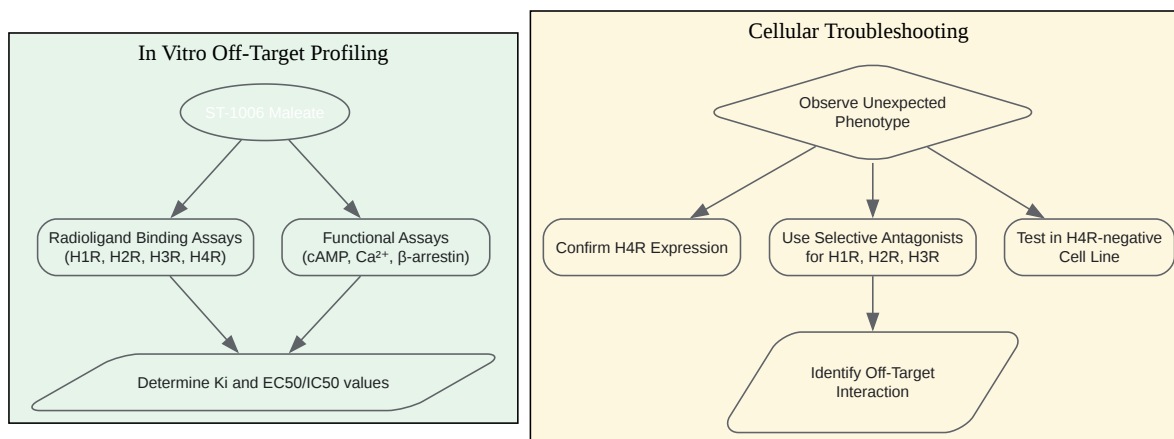 In Vitro Off-Target Profiling
ST-1006 Maleate
Radioligand Binding Assays
(H1R, H2R, H3R, H4R)
Functional Assays
(cAMP, Ca²⁺, β-arrestin)
Determine Ki and EC50/IC50 values
Cellular Troubleshooting
Observe Unexpected
Phenotype
Confirm H4R Expression
Use Selective Antagonists
for H1R, H2R, H3R
Test in H4R-negative
Cell Line
Identify Off-Target
Interaction